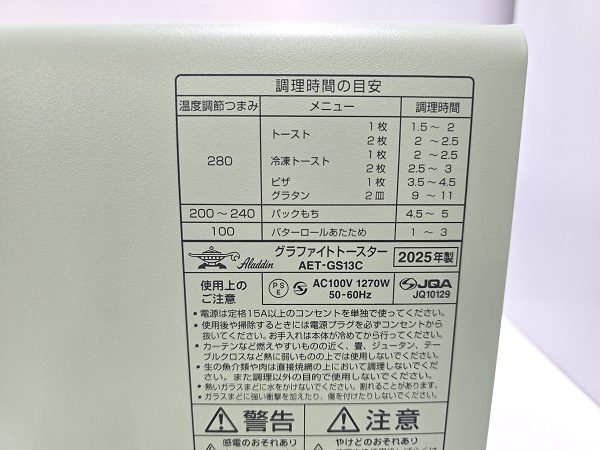 調理時間の目安
温度調節つまみ メニュー 調理時間
280 トースト 1枚 1.5～ 2
2枚 2 ～2.5
冷凍トースト 1枚 2 ～2.5
2枚 2.5～ 3
ピザ 1枚 3.5～4.5
グラタン 2皿 9 ～11
200～240 パックもち 4.5～ 5
100 バターロールあたため 1 ～ 3
Aladdin グラファイトトースター
AET-GS13C 2025年製
使用上の
ご注意
PSE AC100V 1270W
50-60Hz
JQA
JQ10129
・電源は定格15A以上のコンセントを単独で使ってください。
・使用後や掃除するときには電源プラグを必ずコンセントから
抜いてください。お手入れは本体が冷めてから行ってください。
・カーテンなど燃えやすいものの近く、畳、ジュータン、テー
ブルクロスなど熱に弱いものの上では使用しないでください。
・生の魚介類や肉は直接焼網の上において調理しないでくだ
さい。また調理以外の目的で使用しないでください。
・熱いガラスまどに水をかけないでください。割れることがあります。
・ガラスまどに強い衝撃を加えたり、傷を付けたりしないでください。
警告 注意
感電のおそれあり やけどのおそれあり